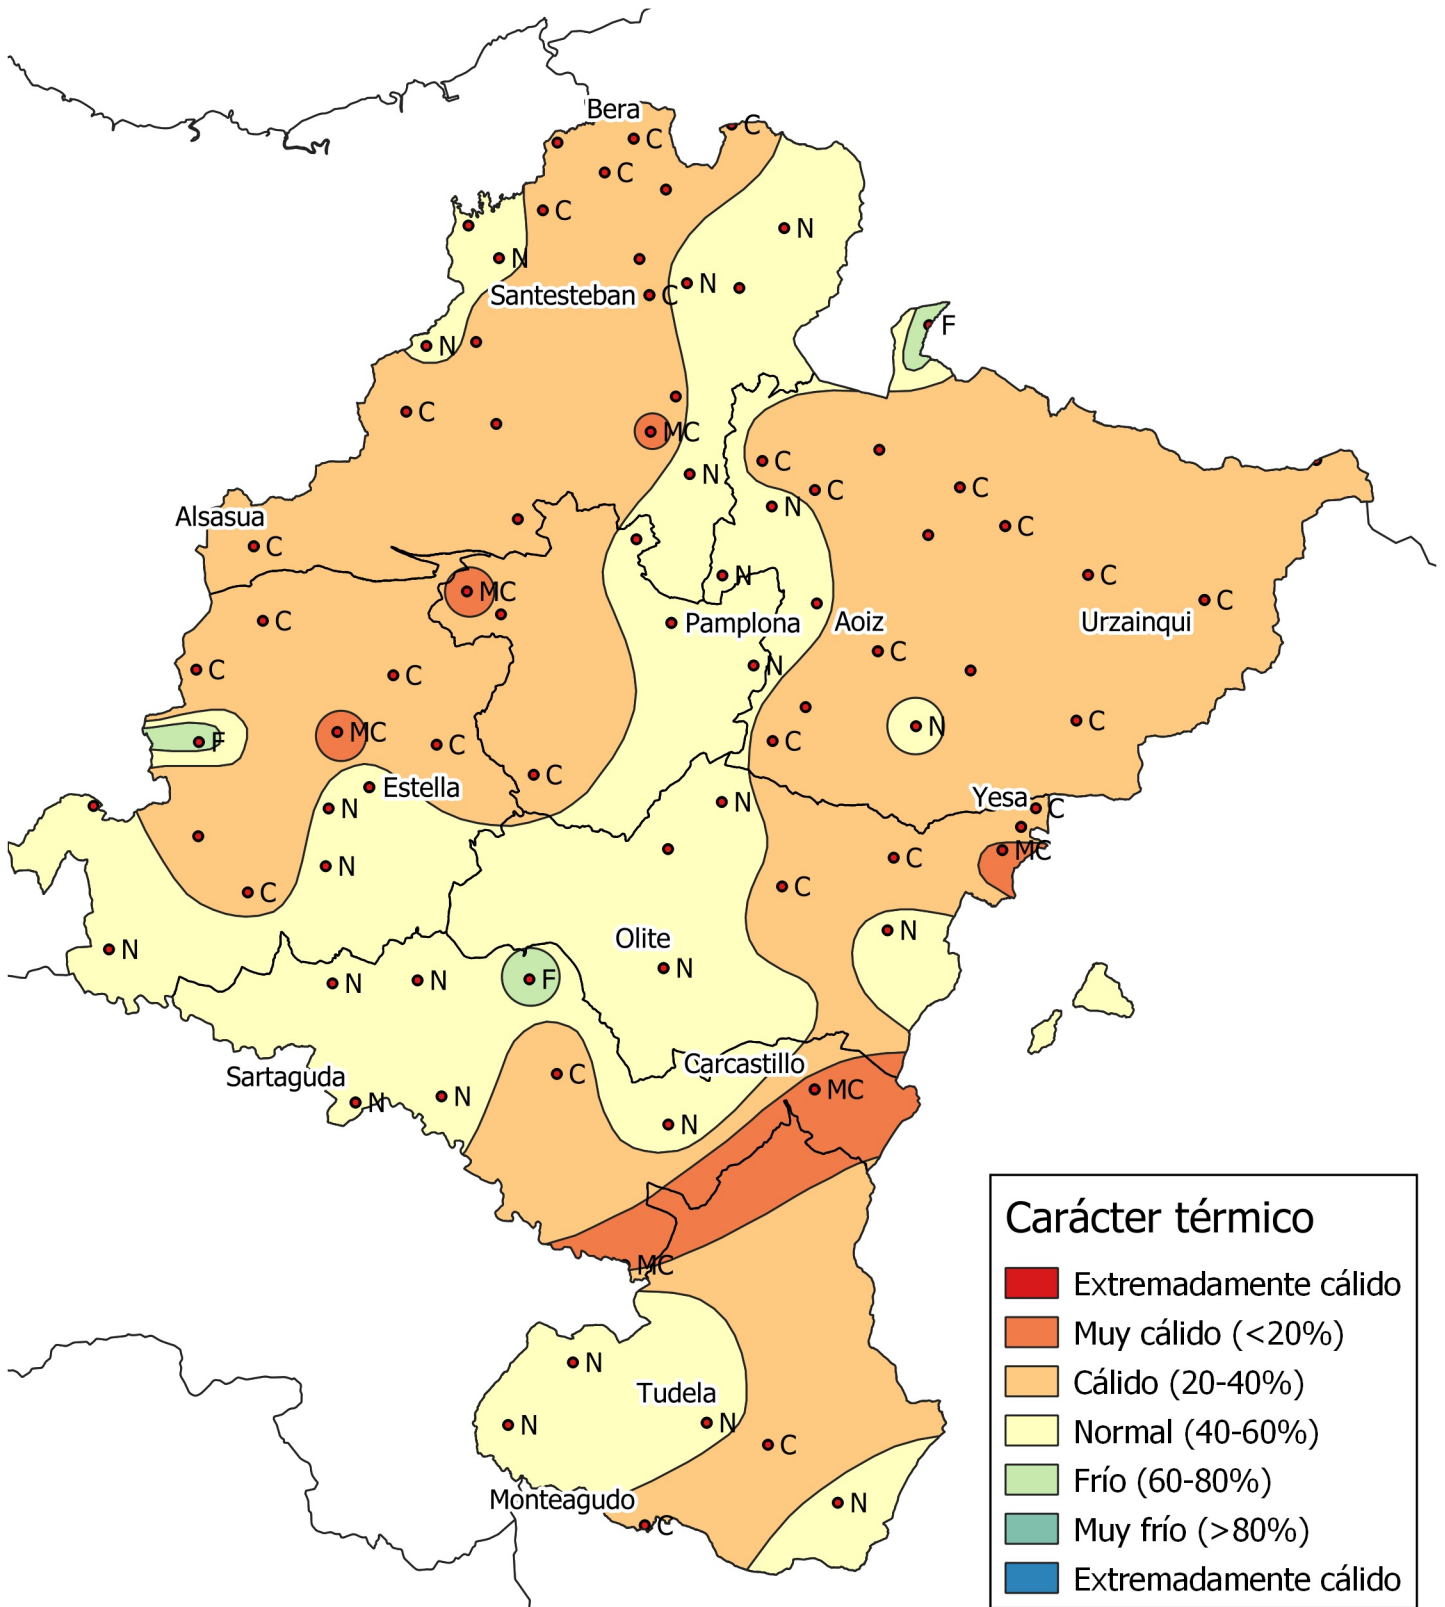 Bera
C
C
C
C
N
N
Santesteban
C
N
F
N
C
MC
C
N
C
C
N
Alsasua
C
C
N
C
MC
C
C
Pamplona
Aoiz
Urzainqui
C
N
C
C
C
N
C
F
MC
C
C
C
Estella
N
N
Yesa
C
MC
N
C
C
C
N
N
Olite
N
N
N
F
N
Carcastillo
Sartaguda
C
MC
N
N
N
MC
N
Tudela
N
N
C
Monteagudo
N
C
Carácter térmico
Extremadamente cálido
Muy cálido (<20%)
Cálido (20-40%)
Normal (40-60%)
Frío (60-80%)
Muy frío (>80%)
Extremadamente cálido